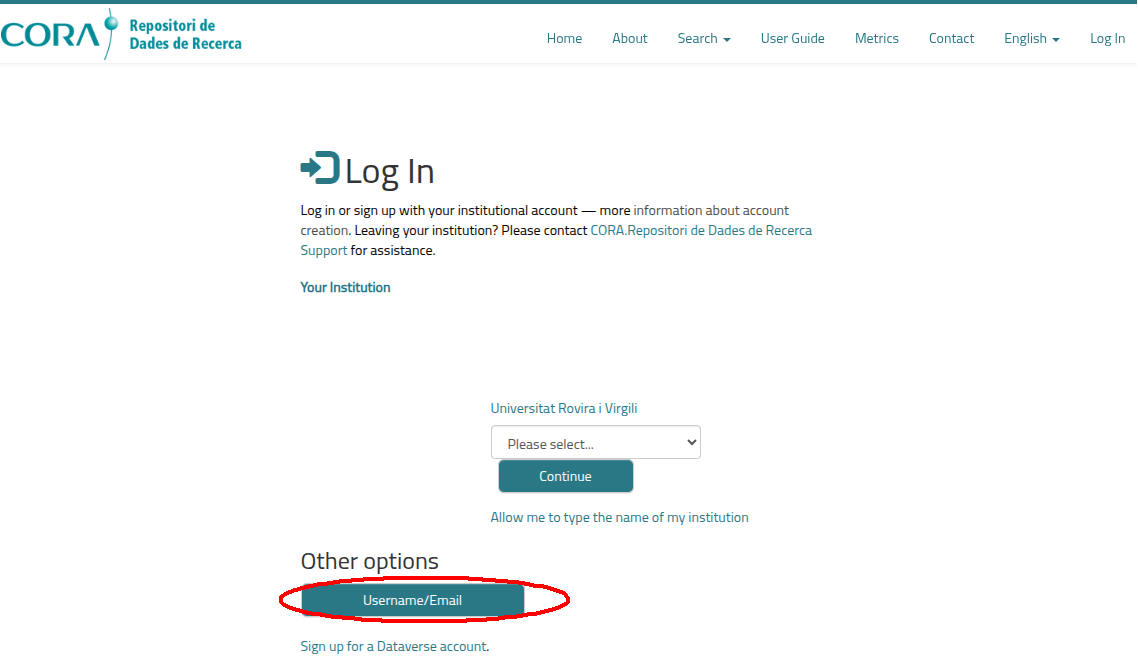 CORA Repositori de
Dades de Recerca
Home About Search User Guide Metrics Contact English Log In
Log In
Log in or sign up with your institutional account — more information about account
creation. Leaving your institution? Please contact CORA.Repositori de Dades de Recerca
Support for assistance.
Your Institution
Universitat Rovira i Virgili
Please select...
Continue
Allow me to type the name of my institution
Other options
Username/Email
Sign up for a Dataverse account.